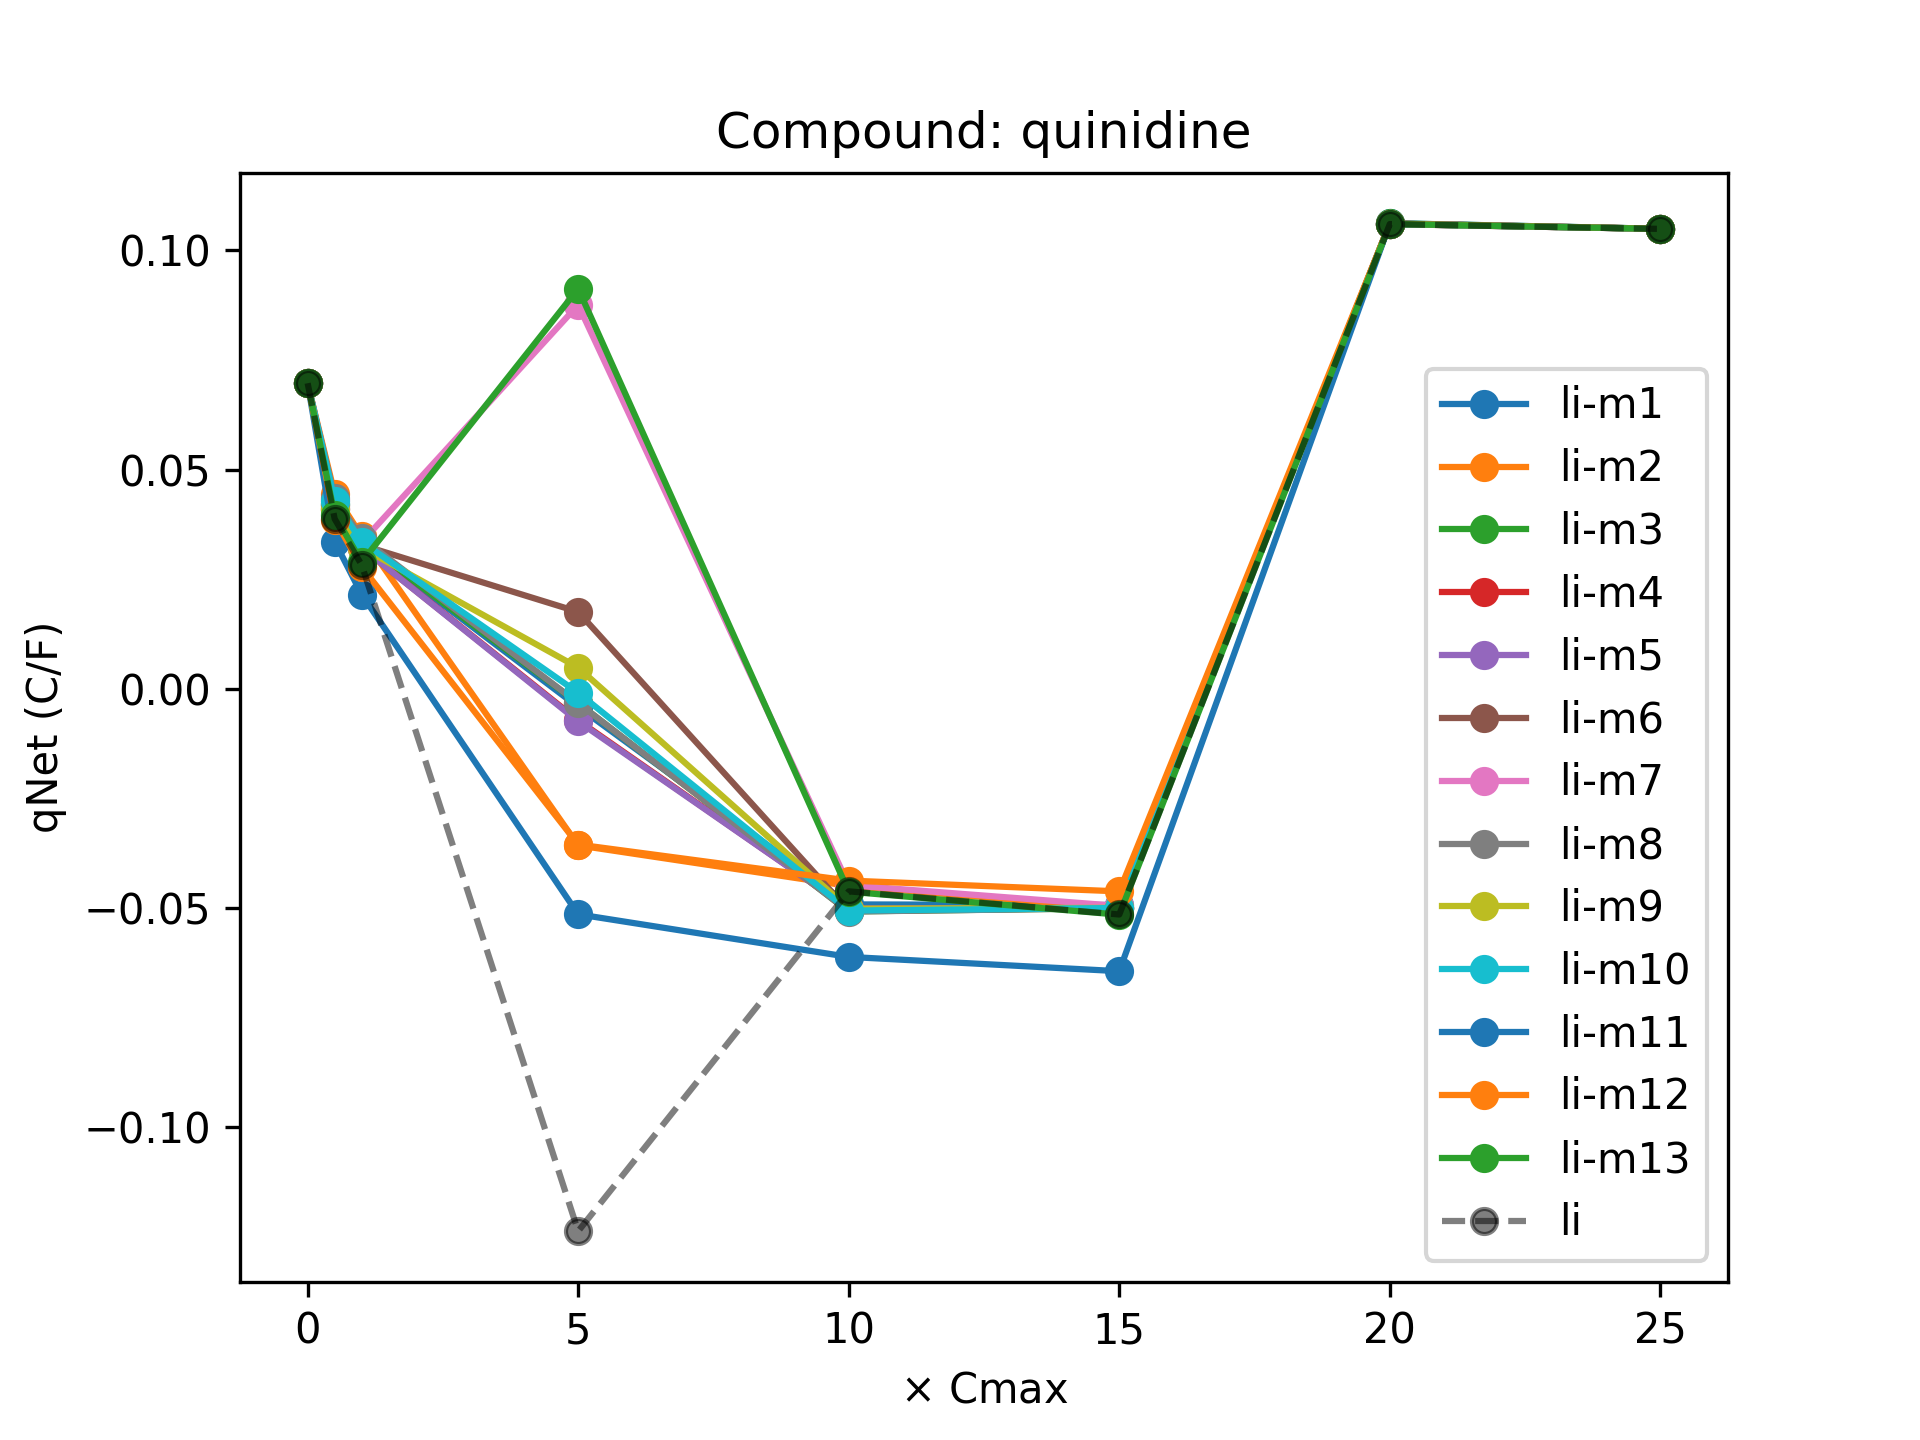 Compound: quinidine
qNet (C/F)
0.10
0.05
0.00
−0.05
−0.10
li-m1
li-m2
li-m3
li-m4
li-m5
li-m6
li-m7
li-m8
li-m9
li-m10
li-m11
li-m12
li-m13
li
0 5 10 15 20 25
× Cmax